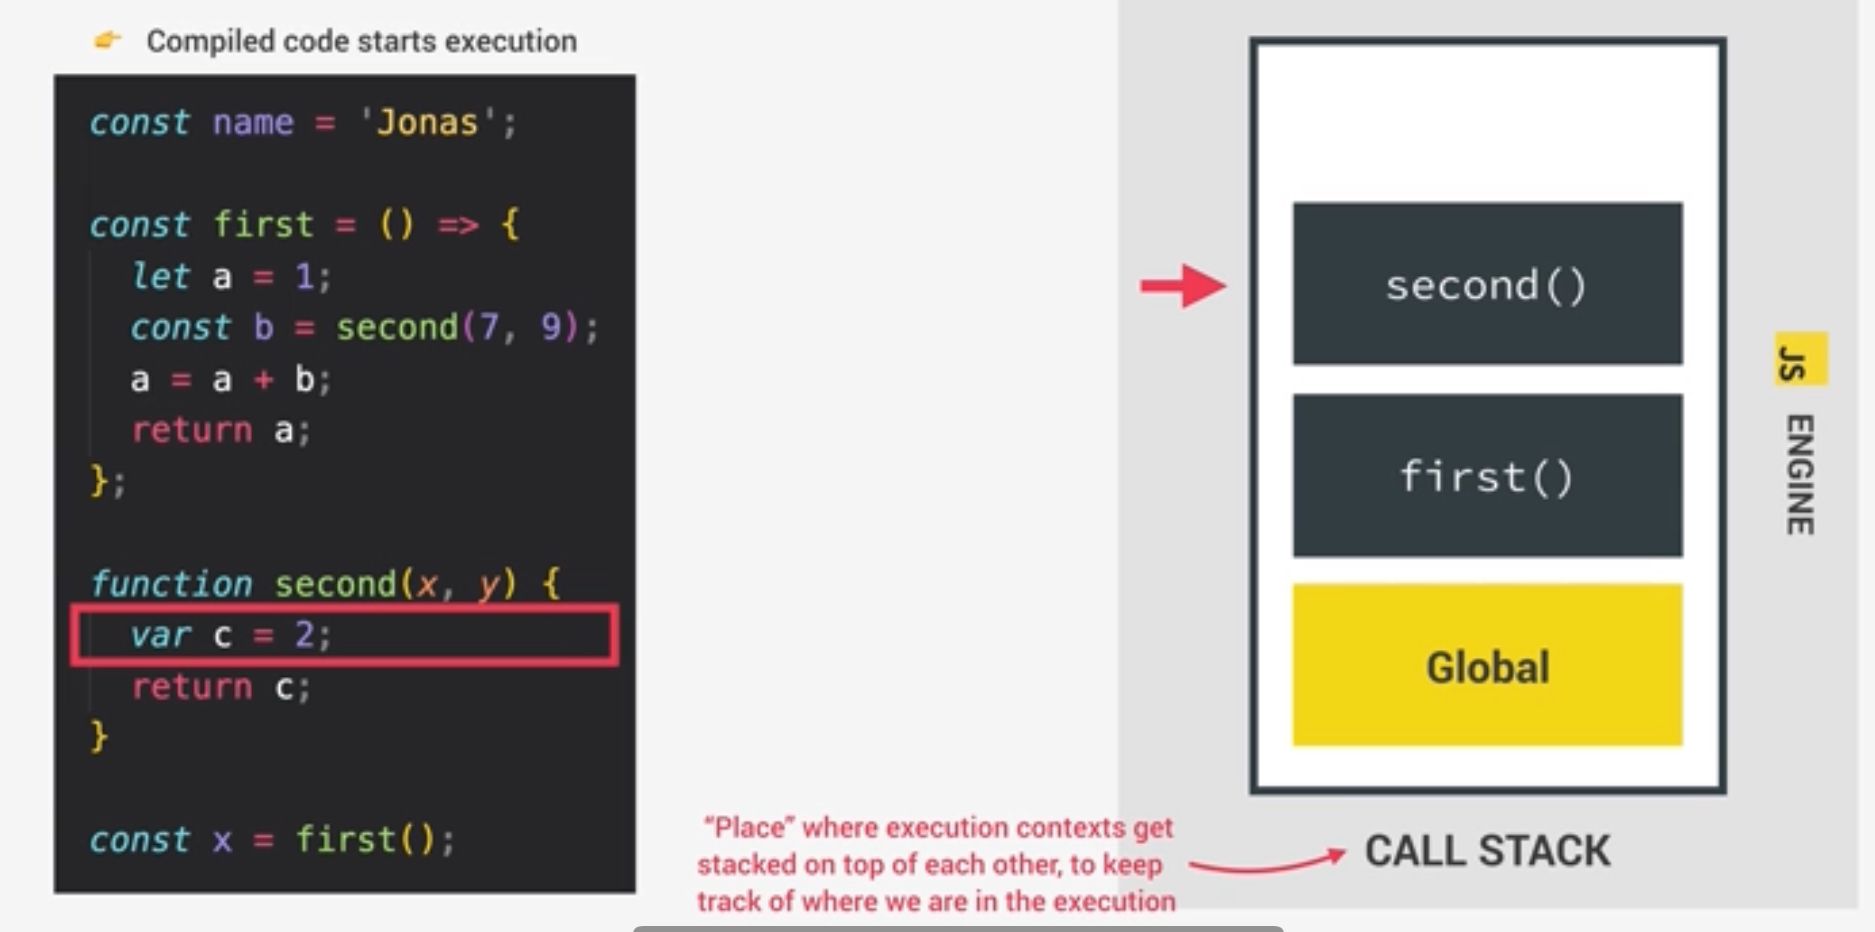 Compiled code starts execution
const name = 'Jonas';
const first = () => {
let a = 1;
const b = second(7, 9);
a = a + b;
return a;
};
function second(x, y) {
var c = 2;
return c;
}
const x = first();
second()
first()
Global
CALL STACK
JS ENGINE
“Place” where execution contexts get
stacked on top of each other, to keep
track of where we are in the execution